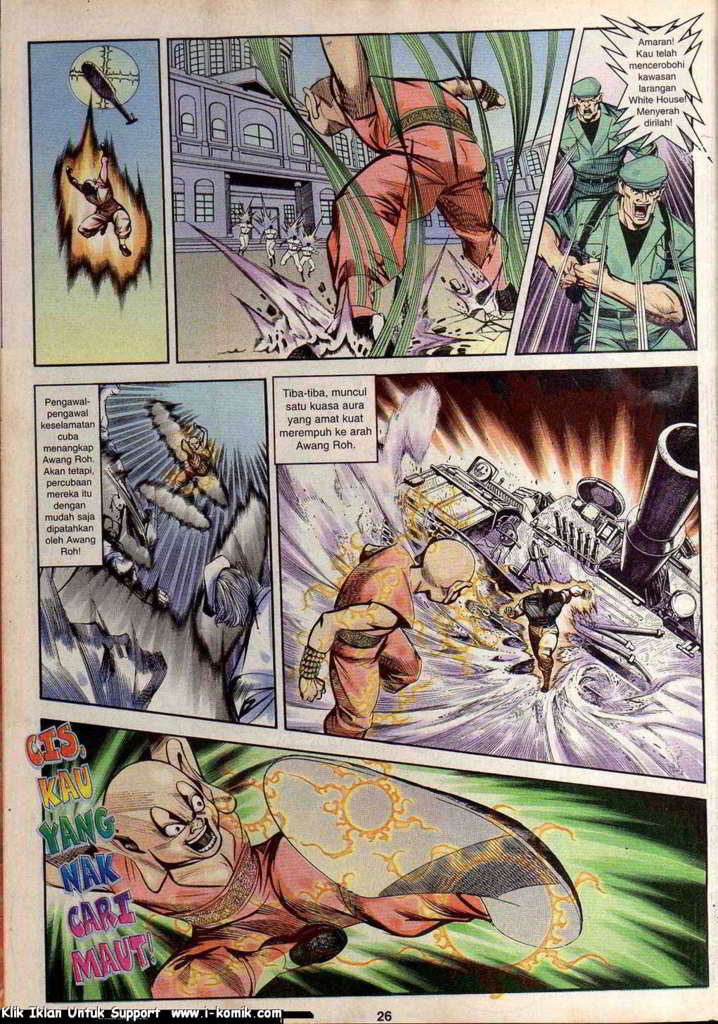 Amaran!
Kau telah
mencerobohi
kawasan
larangan
White House!
Menyerah
dirilah!
Pengawal-
pengawal
keselamatan
cuba
menangkap
Awang Roh.
Akan tetapi,
percubaan
mereka itu
dengan
mudah saja
dipatahkan
oleh Awang
Roh!
Tiba-tiba, muncul
satu kuasa aura
yang amat kuat
merempuh ke arah
Awang Roh.
CIS,
KAU
YANG
NAK
CARI
MAUT!
Klik Iklan Untuk Support www.i-komik.com
26